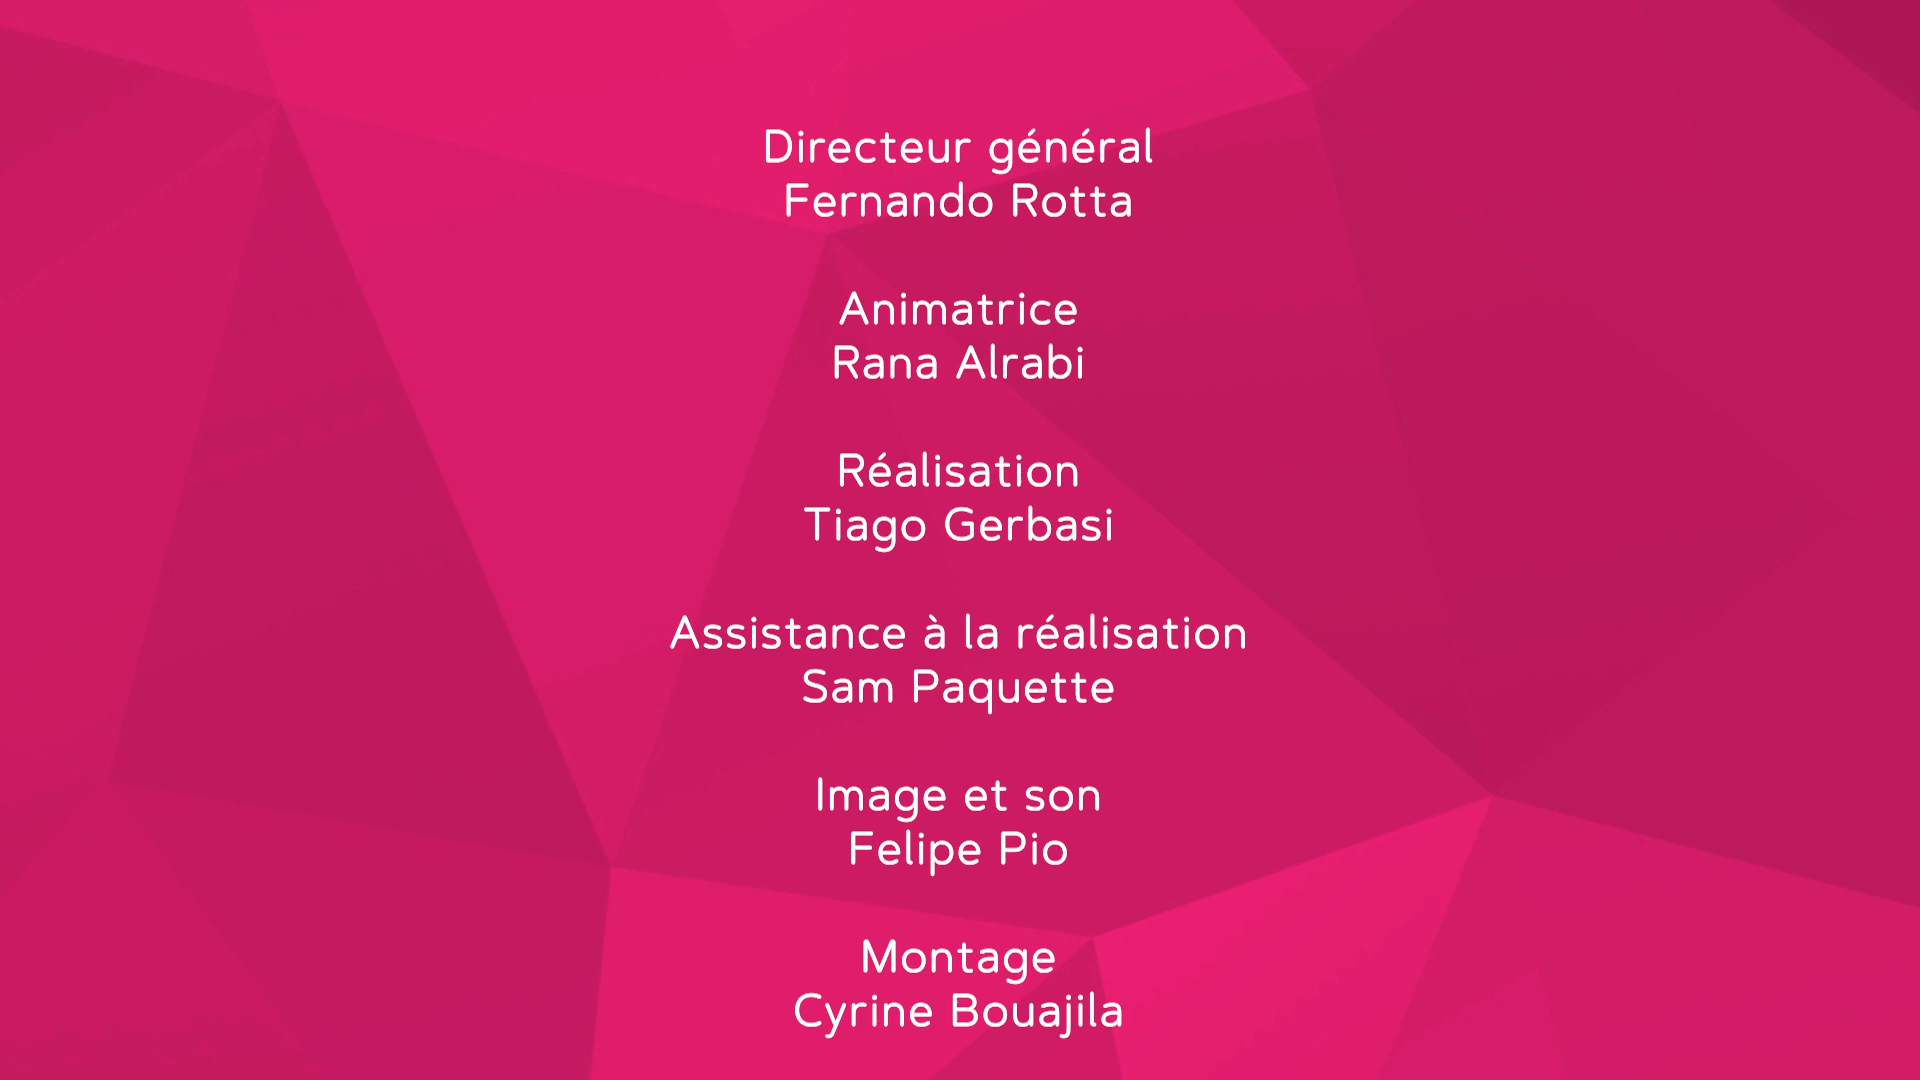 Directeur général
Fernando Rotta
Animatrice
Rana Alrabi
Réalisation
Tiago Gerbasi
Assistance à la réalisation
Sam Paquette
Image et son
Felipe Pio
Montage
Cyrine Bouajila